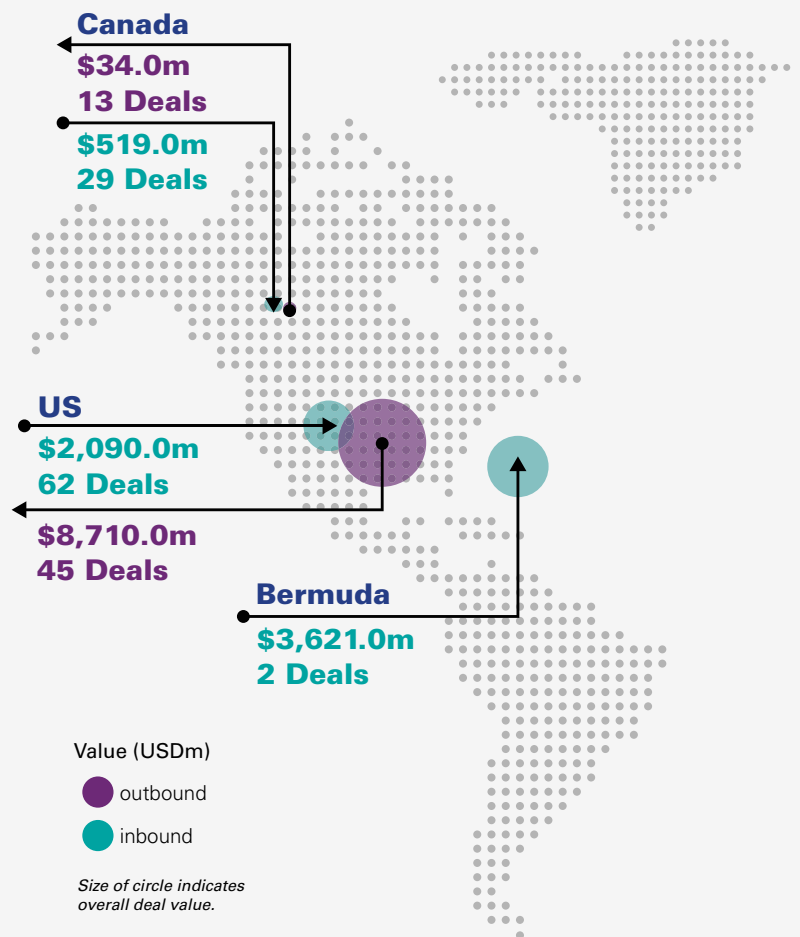 Canada
$34.0m
13 Deals
$519.0m
29 Deals
US
$2,090.0m
62 Deals
$8,710.0m
45 Deals
Bermuda
$3,621.0m
2 Deals
Value (USDm)
outbound
inbound
Size of circle indicates
overall deal value.